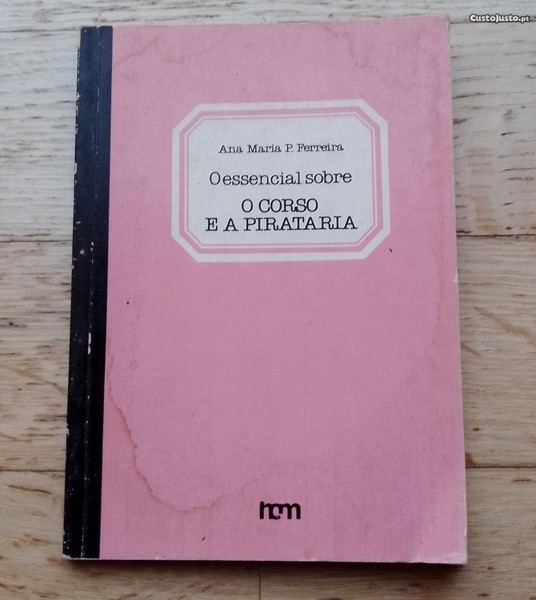 CustoJusto.pt
Ana Maria P. Ferreira
O essencial sobre
O CORSO
E A PIRATARIA
incm